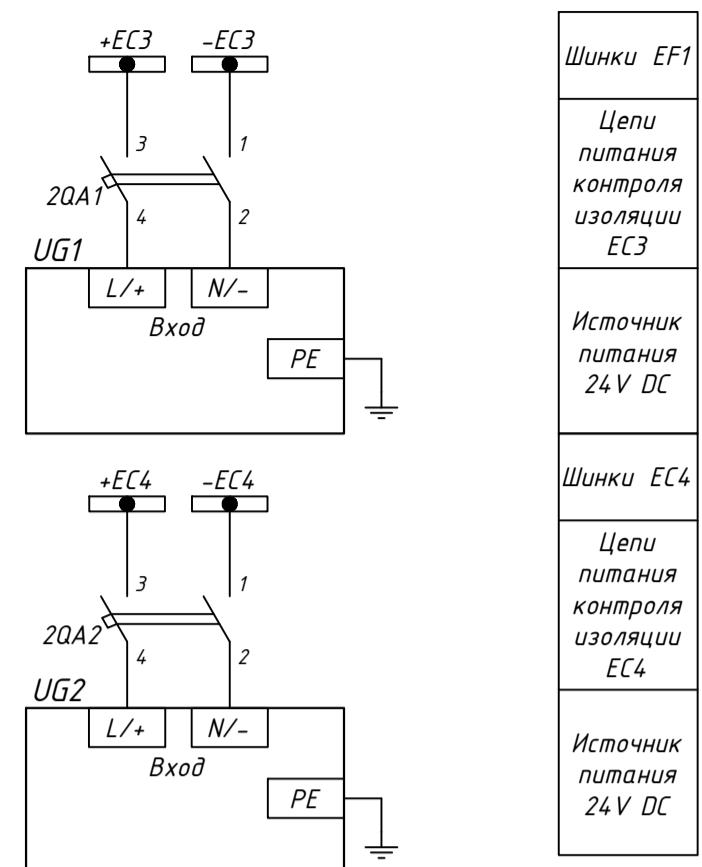 +EC3 -EC3
3 1
2QA1
4 2
UG1
L/+ N/-
Вход
PE
+EC4 -EC4
3 1
2QA2
4 2
UG2
L/+ N/-
Вход
PE
Шинки EF1
Цепи
питания
контроля
изоляции
EC3
Источник
питания
24V DC
Шинки EC4
Цепи
питания
контроля
изоляции
EC4
Источник
питания
24V DC